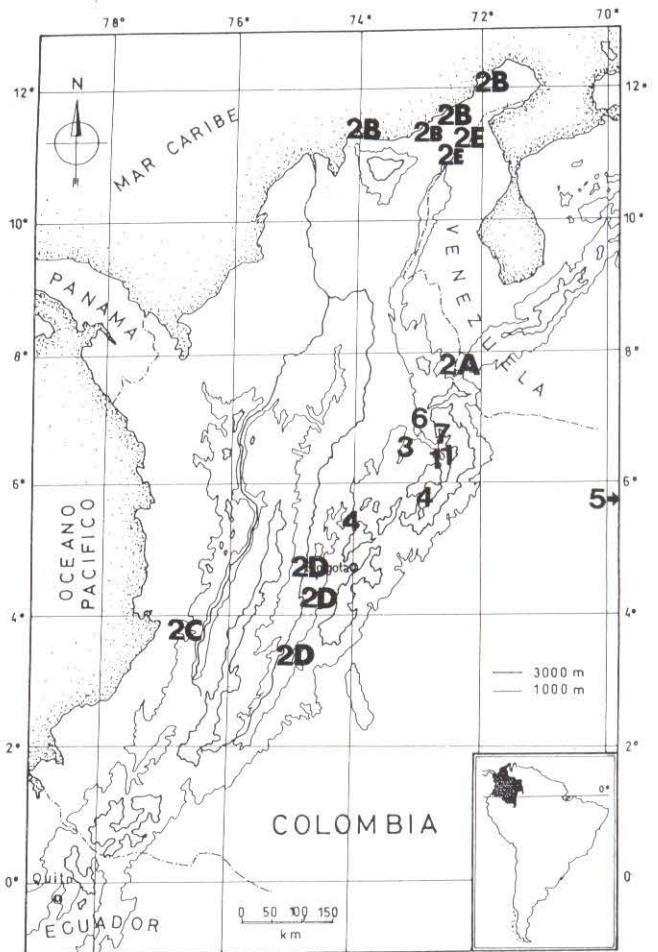 78° 76° 74° 72° 70°
12° 12°
10° 10°
8° 8°
6° 6°
4° 4°
2° 2°
0° 0
N
MAR CARIBE
PANAMA
VENEZUELA
OCEANO
PACIFICO
2B
2B
2B
2B
2E
2E
2A
6
7
3
11
4
4
5
2D
2D
2C
2D
3000 m
1000 m
COLOMBIA
Quito
ECUADOR
0 50 100 150
km
0°